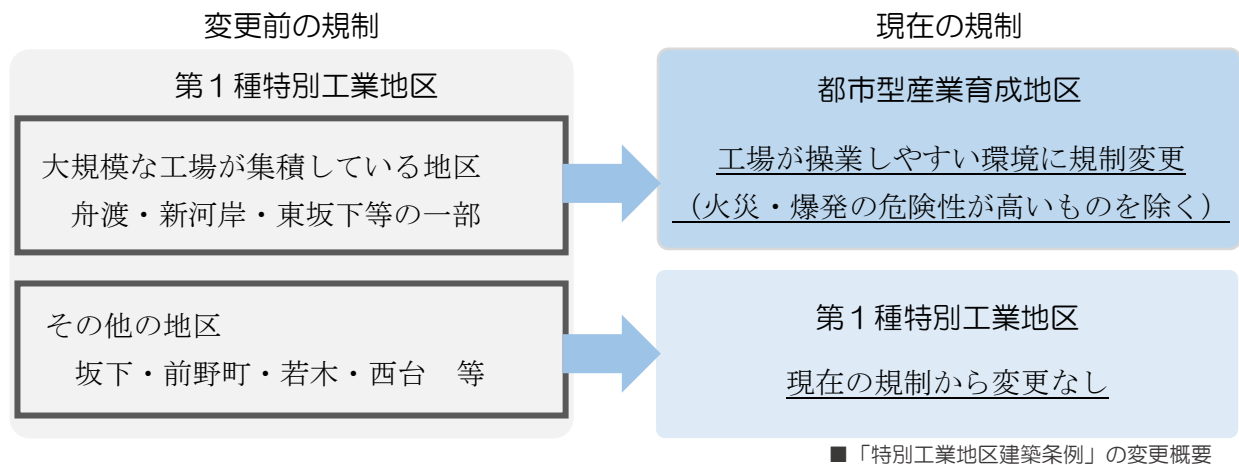 変更前の規制
第１種特別工業地区
大規模な工場が集積している地区
舟渡・新河岸・東坂下等の一部
その他の地区
坂下・前野町・若木・西台　等
現在の規制
都市型産業育成地区
工場が操業しやすい環境に規制変更
（火災・爆発の危険性が高いものを除く）
第１種特別工業地区
現在の規制から変更なし
■「特別工業地区建築条例」の変更概要